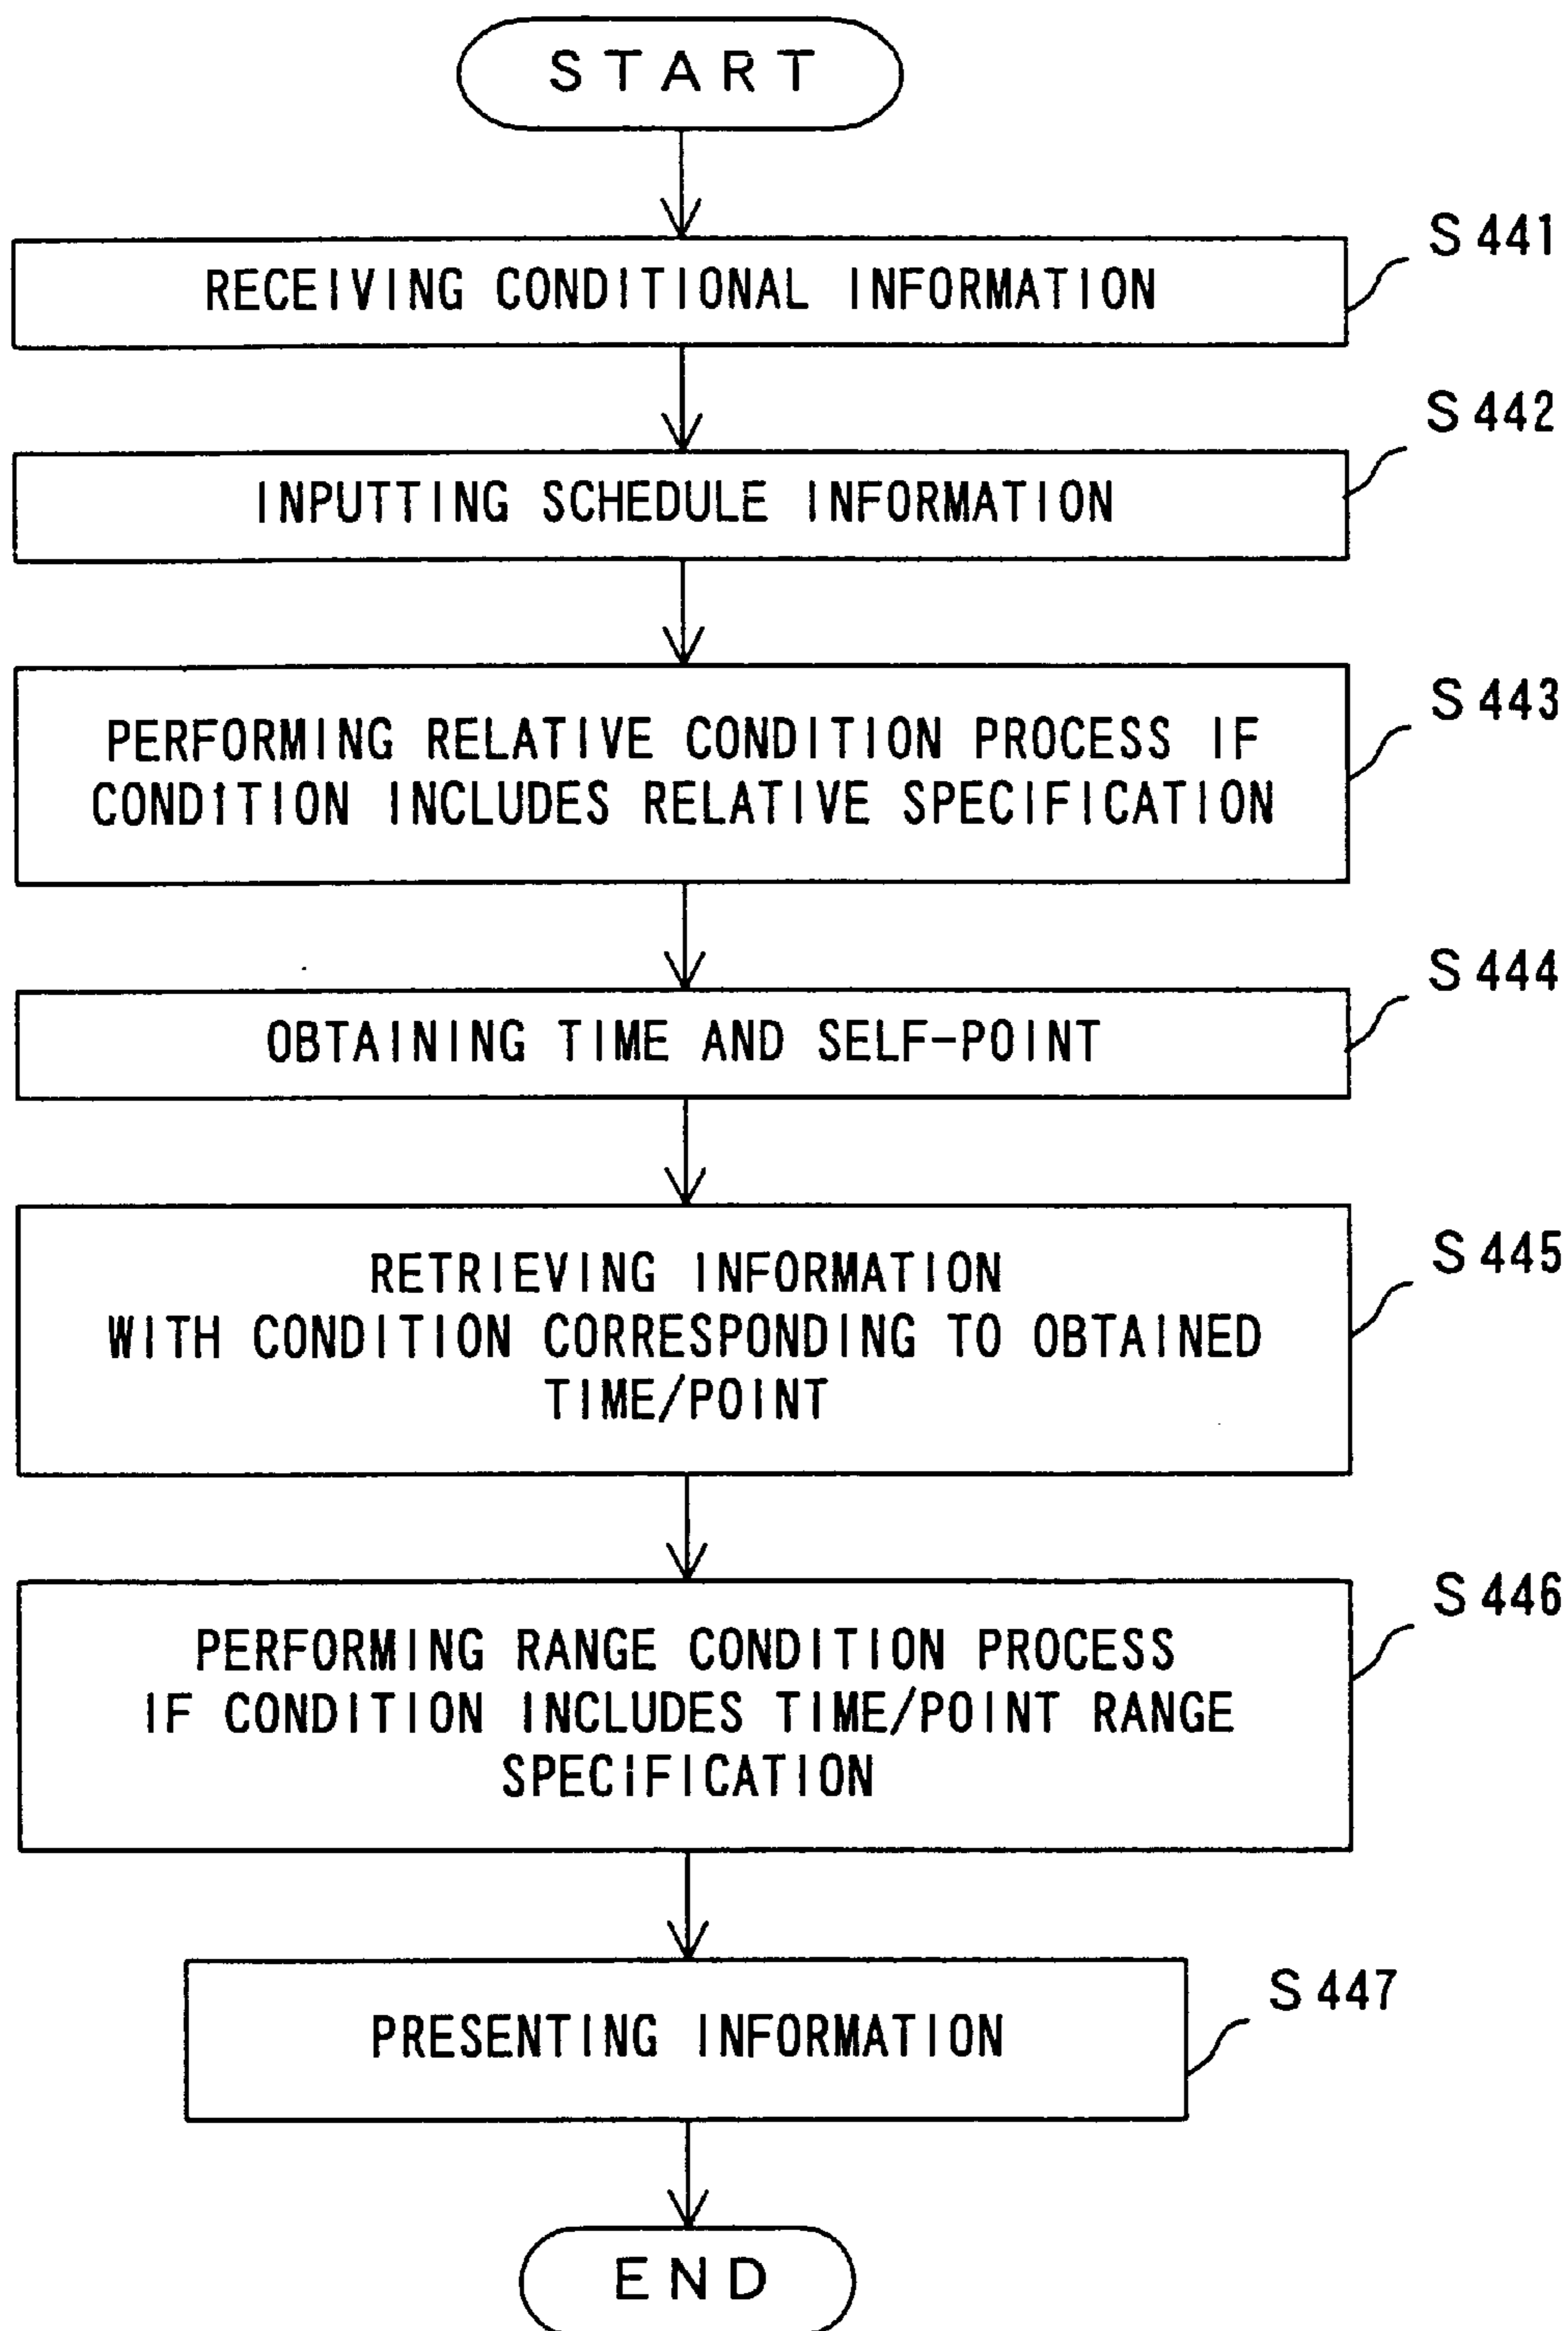 START
S441
RECEIVING CONDITIONAL INFORMATION
S442
INPUTTING SCHEDULE INFORMATION
S443
PERFORMING RELATIVE CONDITION PROCESS IF
CONDITION INCLUDES RELATIVE SPECIFICATION
S444
OBTAINING TIME AND SELF-POINT
S445
RETRIEVING INFORMATION
WITH CONDITION CORRESPONDING TO OBTAINED
TIME/POINT
S446
PERFORMING RANGE CONDITION PROCESS
IF CONDITION INCLUDES TIME/POINT RANGE
SPECIFICATION
S447
PRESENTING INFORMATION
END